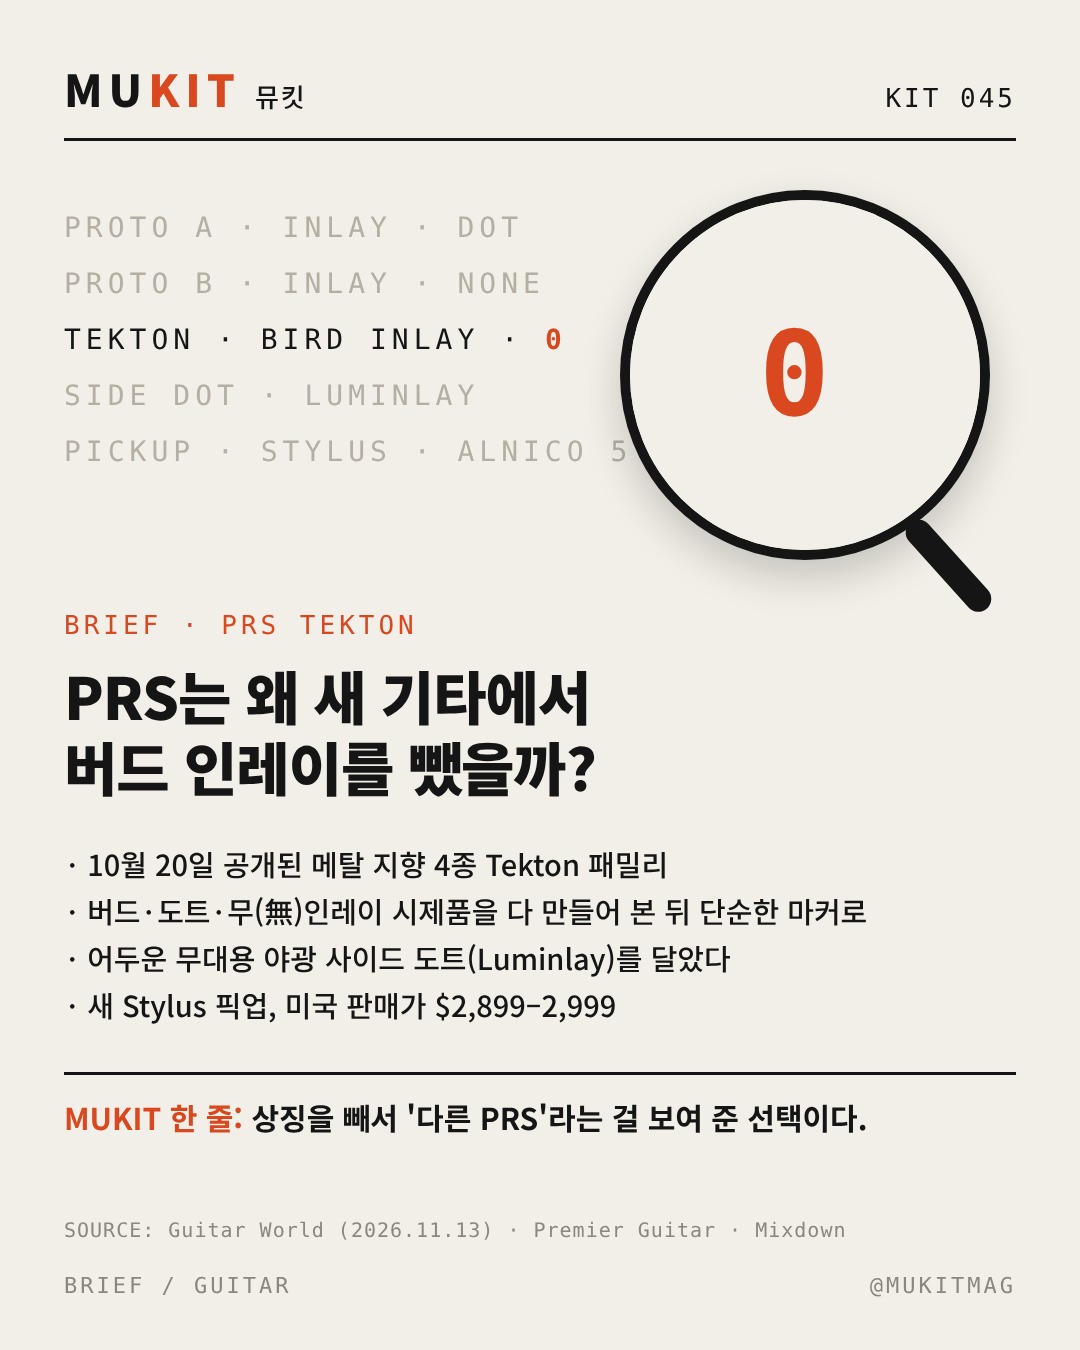 MUKIT 뮤킷
KIT 045
PROTO A · INLAY · DOT
PROTO B · INLAY · NONE
TEKTON · BIRD INLAY · 0
SIDE DOT · LUMINLAY
PICKUP · STYLUS · ALNICO 5
0
BRIEF · PRS TEKTON
PRS는 왜 새 기타에서
버드 인레이를 뺐을까?
· 10월 20일 공개된 메탈 지향 4종 Tekton 패밀리
· 버드·도트·무(無)인레이 시제품을 다 만들어 본 뒤 단순한 마커로
· 어두운 무대용 야광 사이드 도트(Luminlay)를 달았다
· 새 Stylus 픽업, 미국 판매가 $2,899–2,999
MUKIT 한 줄: 상징을 빼서 '다른 PRS'라는 걸 보여 준 선택이다.
SOURCE: Guitar World (2026.11.13) · Premier Guitar · Mixdown
BRIEF / GUITAR
@MUKITMAG